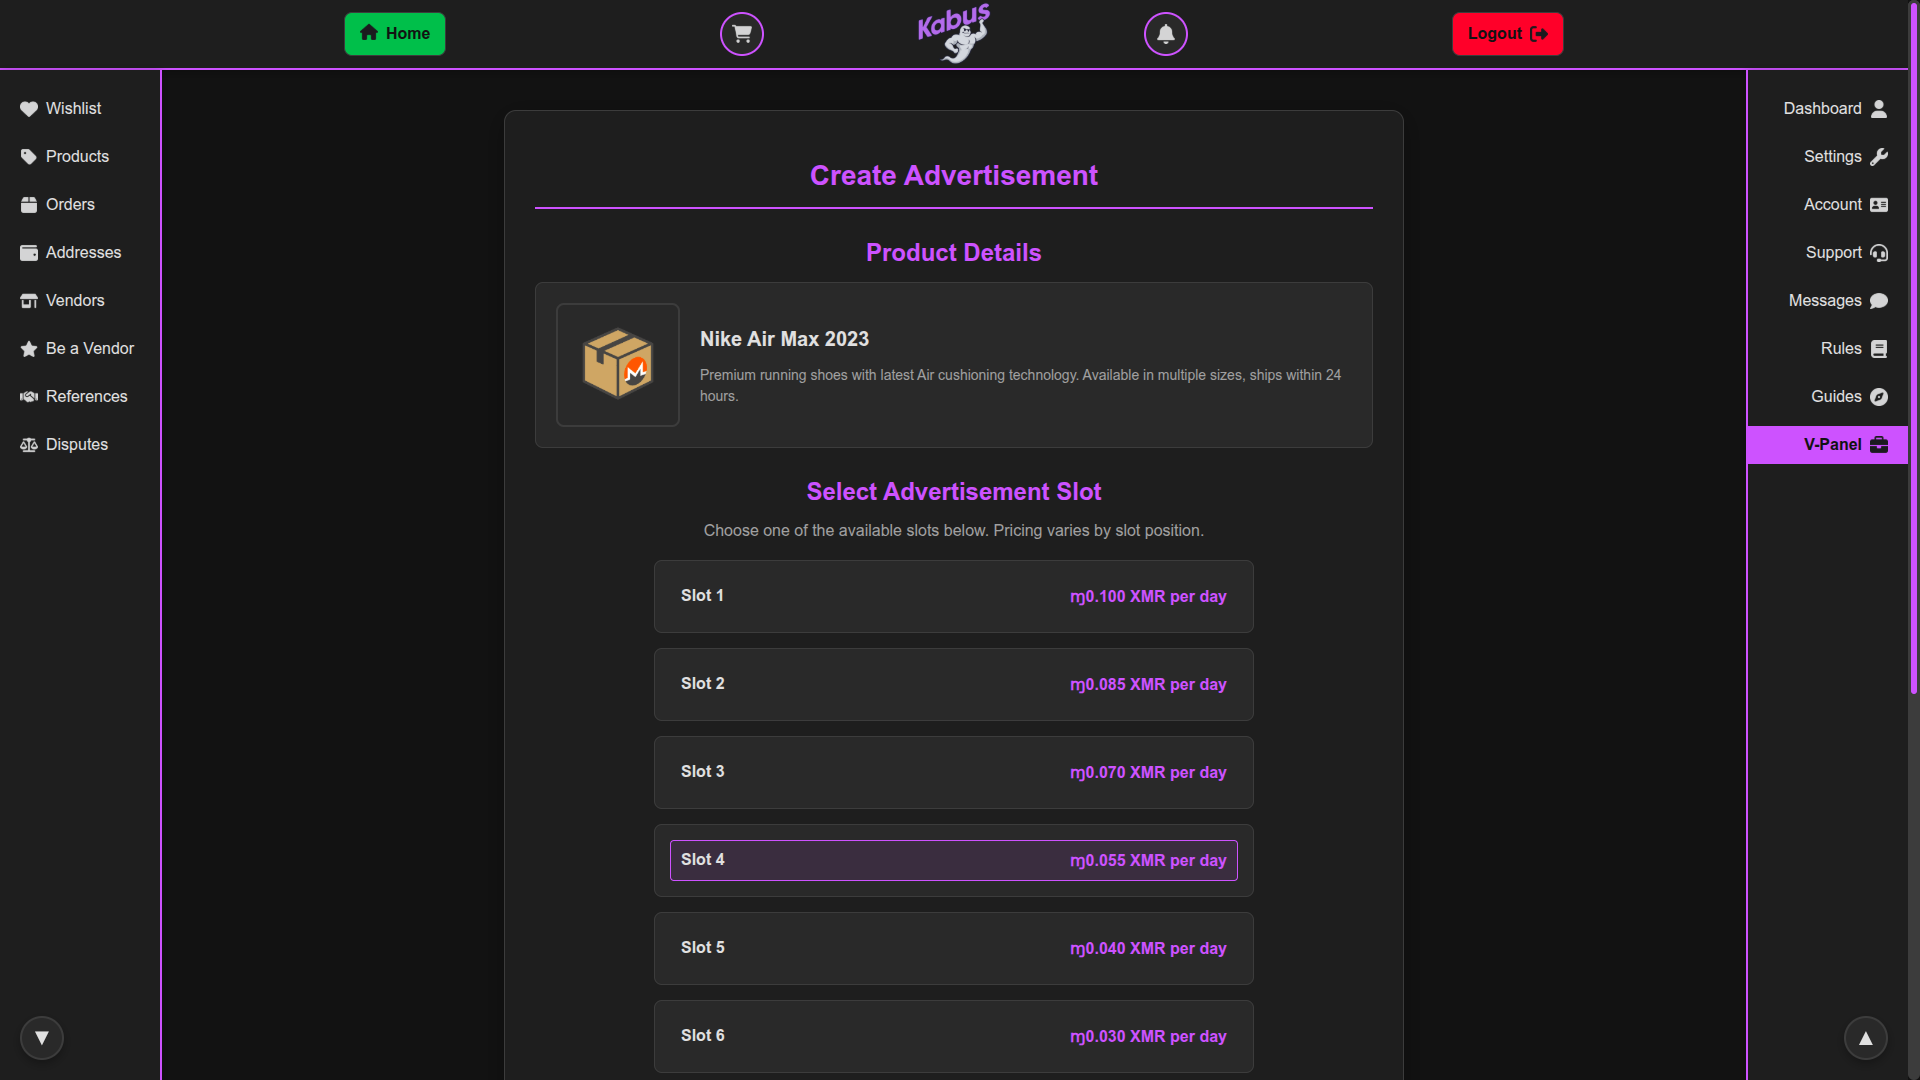 Home
Kabus
Logout
Wishlist
Products
Orders
Addresses
Vendors
Be a Vendor
References
Disputes
Create Advertisement
Product Details
Nike Air Max 2023
Premium running shoes with latest Air cushioning technology. Available in multiple sizes, ships within 24
hours.
Select Advertisement Slot
Choose one of the available slots below. Pricing varies by slot position.
Slot 1 ɱ0.100 XMR per day
Slot 2 ɱ0.085 XMR per day
Slot 3 ɱ0.070 XMR per day
Slot 4 ɱ0.055 XMR per day
Slot 5 ɱ0.040 XMR per day
Slot 6 ɱ0.030 XMR per day
Dashboard
Settings
Account
Support
Messages
Rules
Guides
V-Panel